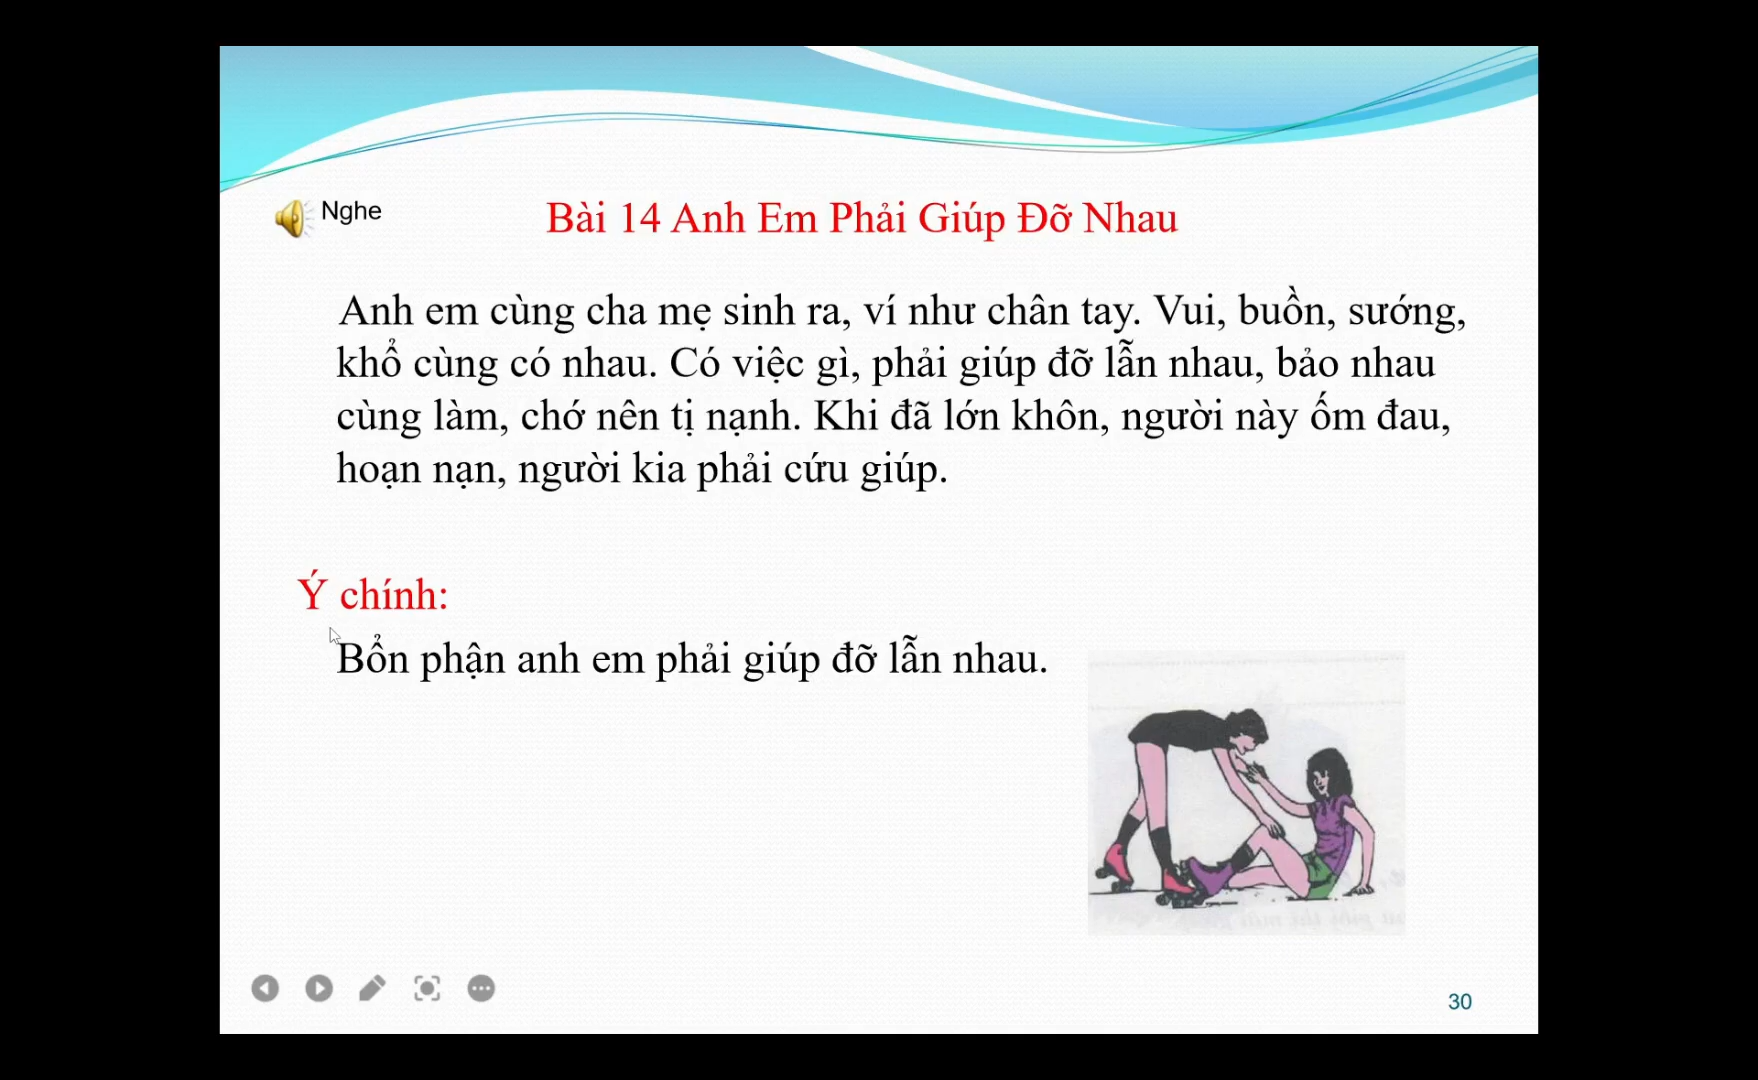 Nghe
Bài 14 Anh Em Phải Giúp Đỡ Nhau
Anh em cùng cha mẹ sinh ra, ví như chân tay. Vui, buồn, sướng,
khổ cùng có nhau. Có việc gì, phải giúp đỡ lẫn nhau, bảo nhau
cùng làm, chớ nên tị nạnh. Khi đã lớn khôn, người này ốm đau,
hoạn nạn, người kia phải cứu giúp.
Ý chính:
Bổn phận anh em phải giúp đỡ lẫn nhau.
30